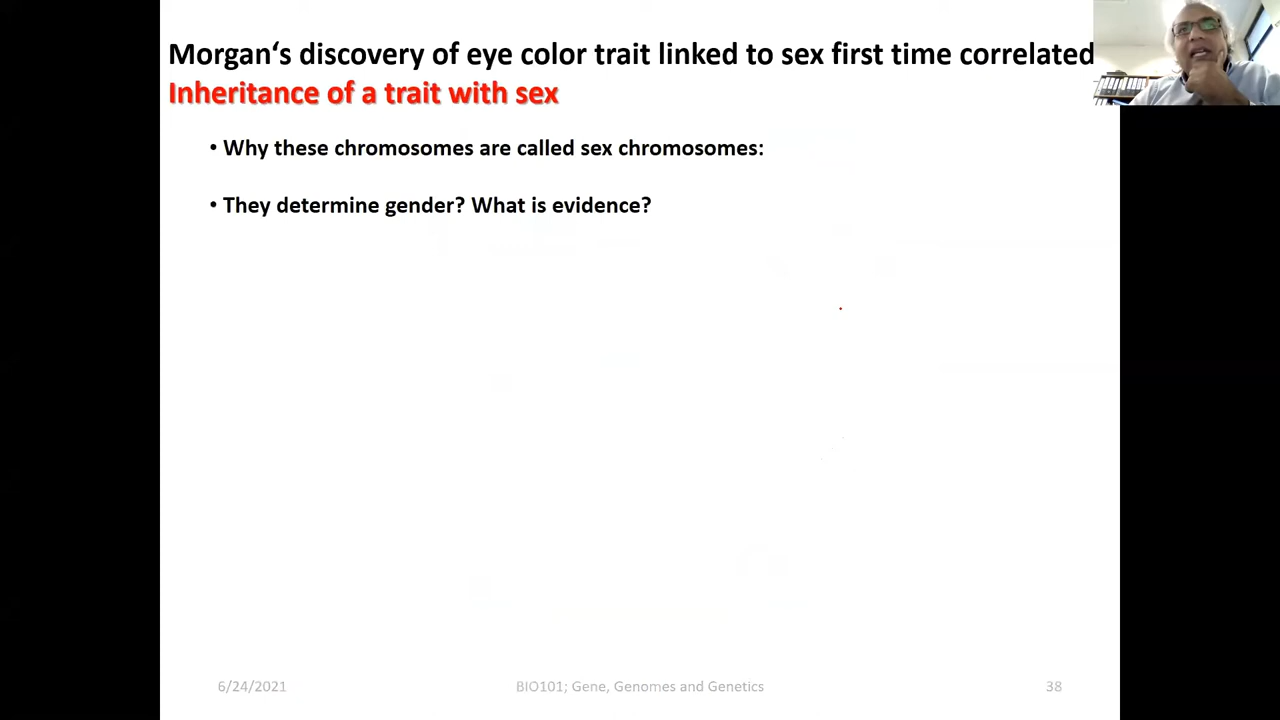 Morgan‘s discovery of eye color trait linked to sex first time correlated
Inheritance of a trait with sex
• Why these chromosomes are called sex chromosomes:
• They determine gender? What is evidence?
6/24/2021
BIO101; Gene, Genomes and Genetics
38